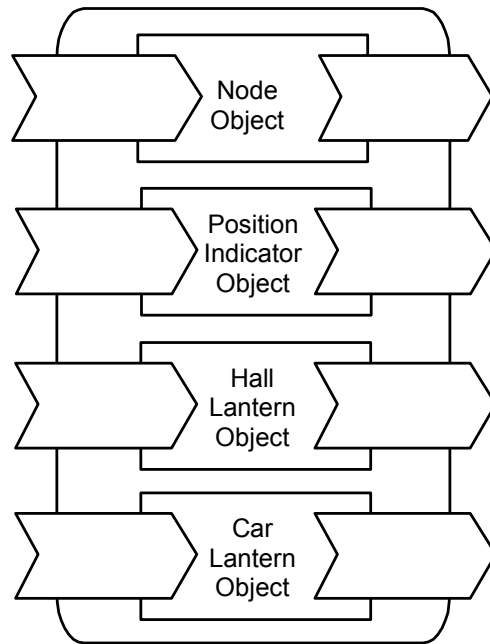 Node
Object
Position
Indicator
Object
Hall
Lantern
Object
Car
Lantern
Object